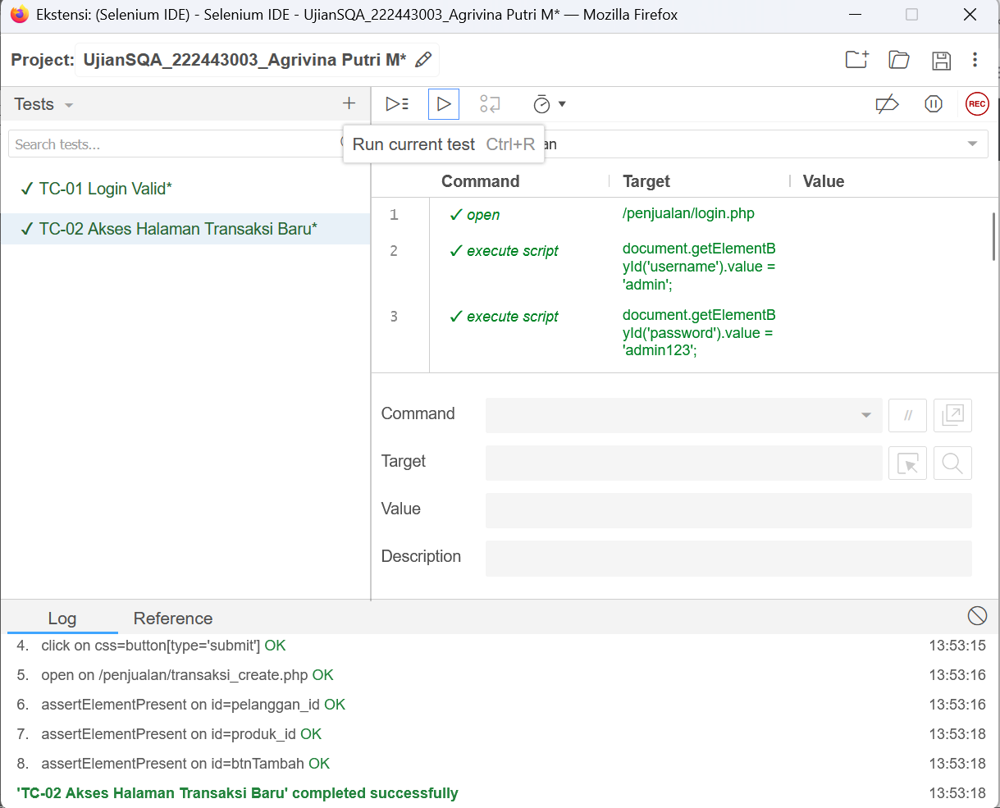 Ekstensi: (Selenium IDE) - Selenium IDE - UjianSQA_222443003_Agrivina Putri M* — Mozilla Firefox
Project: UjianSQA_222443003_Agrivina Putri M*
Tests
REC
Search tests...
Run current test Ctrl+R
an
✓ TC-01 Login Valid*
✓ TC-02 Akses Halaman Transaksi Baru*
Command Target Value
1 ✓ open /penjualan/login.php
2 ✓ execute script document.getElementB
yId('username').value =
'admin';
3 ✓ execute script document.getElementB
yId('password').value =
'admin123';
Command
//
Target
Value
Description
Log Reference
4. click on css=button[type='submit'] OK 13:53:15
5. open on /penjualan/transaksi_create.php OK 13:53:16
6. assertElementPresent on id=pelanggan_id OK 13:53:16
7. assertElementPresent on id=produk_id OK 13:53:18
8. assertElementPresent on id=btnTambah OK 13:53:18
'TC-02 Akses Halaman Transaksi Baru' completed successfully 13:53:18